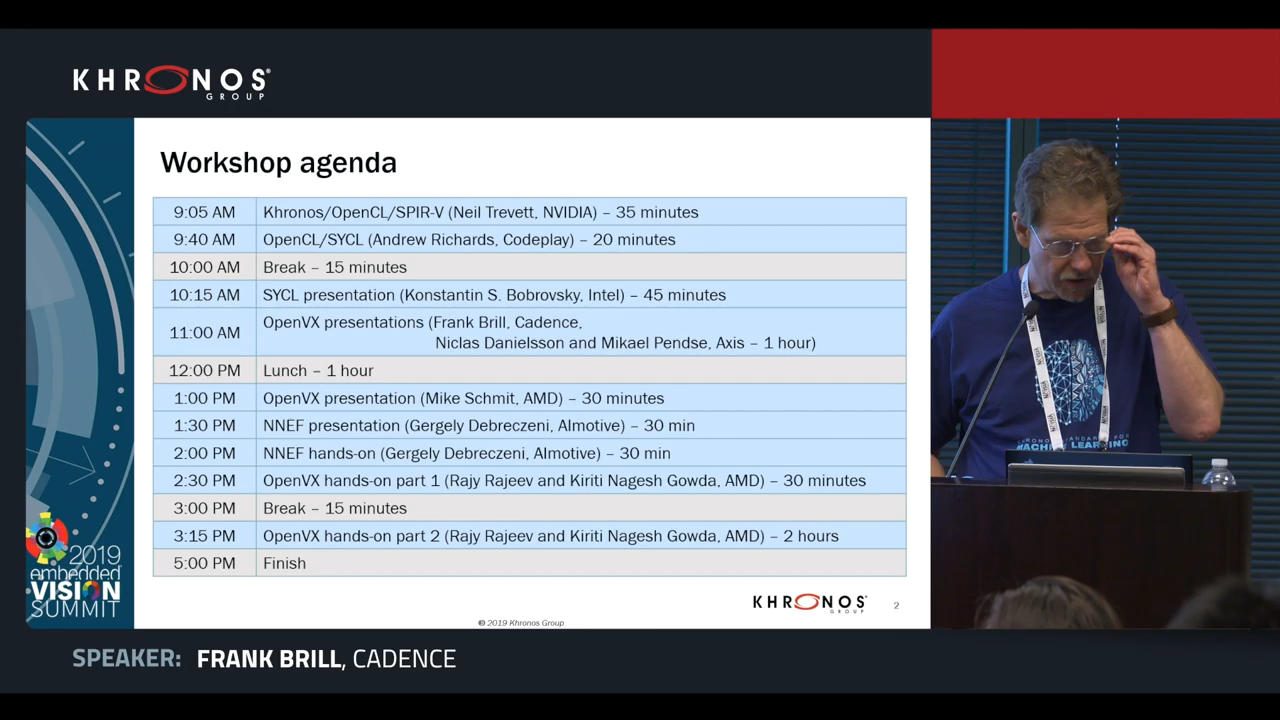 KHRONOS®
GROUP
Workshop agenda
9:05 AM Khronos/OpenCL/SPIR-V (Neil Trevett, NVIDIA) – 35 minutes
9:40 AM OpenCL/SYCL (Andrew Richards, Codeplay) – 20 minutes
10:00 AM Break – 15 minutes
10:15 AM SYCL presentation (Konstantin S. Bobrovsky, Intel) – 45 minutes
11:00 AM OpenVX presentations (Frank Brill, Cadence,
Niclas Danielsson and Mikael Pendse, Axis – 1 hour)
12:00 PM Lunch – 1 hour
1:00 PM OpenVX presentation (Mike Schmit, AMD) – 30 minutes
1:30 PM NNEF presentation (Gergely Debreczeni, AImotive) – 30 min
2:00 PM NNEF hands-on (Gergely Debreczeni, AImotive) – 30 min
2:30 PM OpenVX hands-on part 1 (Rajy Rajeev and Kiriti Nagesh Gowda, AMD) – 30 minutes
3:00 PM Break – 15 minutes
3:15 PM OpenVX hands-on part 2 (Rajy Rajeev and Kiriti Nagesh Gowda, AMD) – 2 hours
5:00 PM Finish
2019
embedded
VISION
SUMMIT
KHRONOS®
GROUP
2
© 2019 Khronos Group
MACHINE LEARNING
SPEAKER: FRANK BRILL, CADENCE